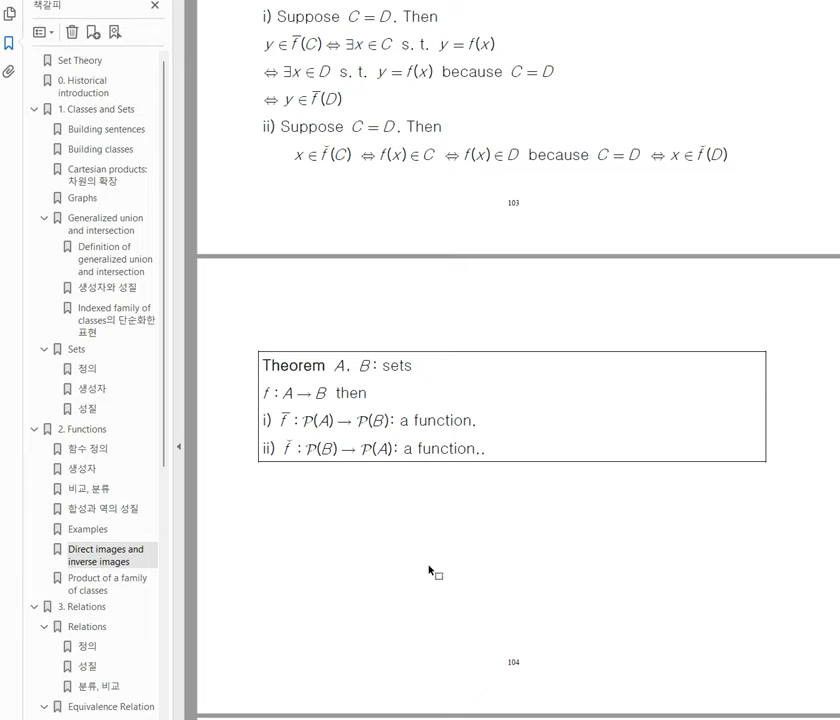 책갈피
Set Theory
0. Historical
introduction
1. Classes and Sets
Building sentences
Building classes
Cartesian products:
차원의 확장
Graphs
Generalized union
and intersection
Definition of
generalized union
and intersection
생성자와 성질
Indexed family of
classes의 단순화한
표현
Sets
정의
생성자
성질
2. Functions
함수 정의
생성자
비교, 분류
합성과 역의 성질
Examples
Direct images and
inverse images
Product of a family
of classes
3. Relations
Relations
정의
성질
분류, 비교
Equivalence Relation
i) Suppose C = D. Then
y ∈ f̅(C) ⇔ ∃x ∈ C s. t. y = f(x)
⇔ ∃x ∈ D s. t. y = f(x) because C = D
⇔ y ∈ f̅(D)
ii) Suppose C = D. Then
x ∈ f̌(C) ⇔ f(x) ∈ C ⇔ f(x) ∈ D because C = D ⇔ x ∈ f̌(D)
103
Theorem A, B: sets
f : A → B then
i) f̅ : 𝒫(A) → 𝒫(B): a function.
ii) f̌ : 𝒫(B) → 𝒫(A): a function..
104